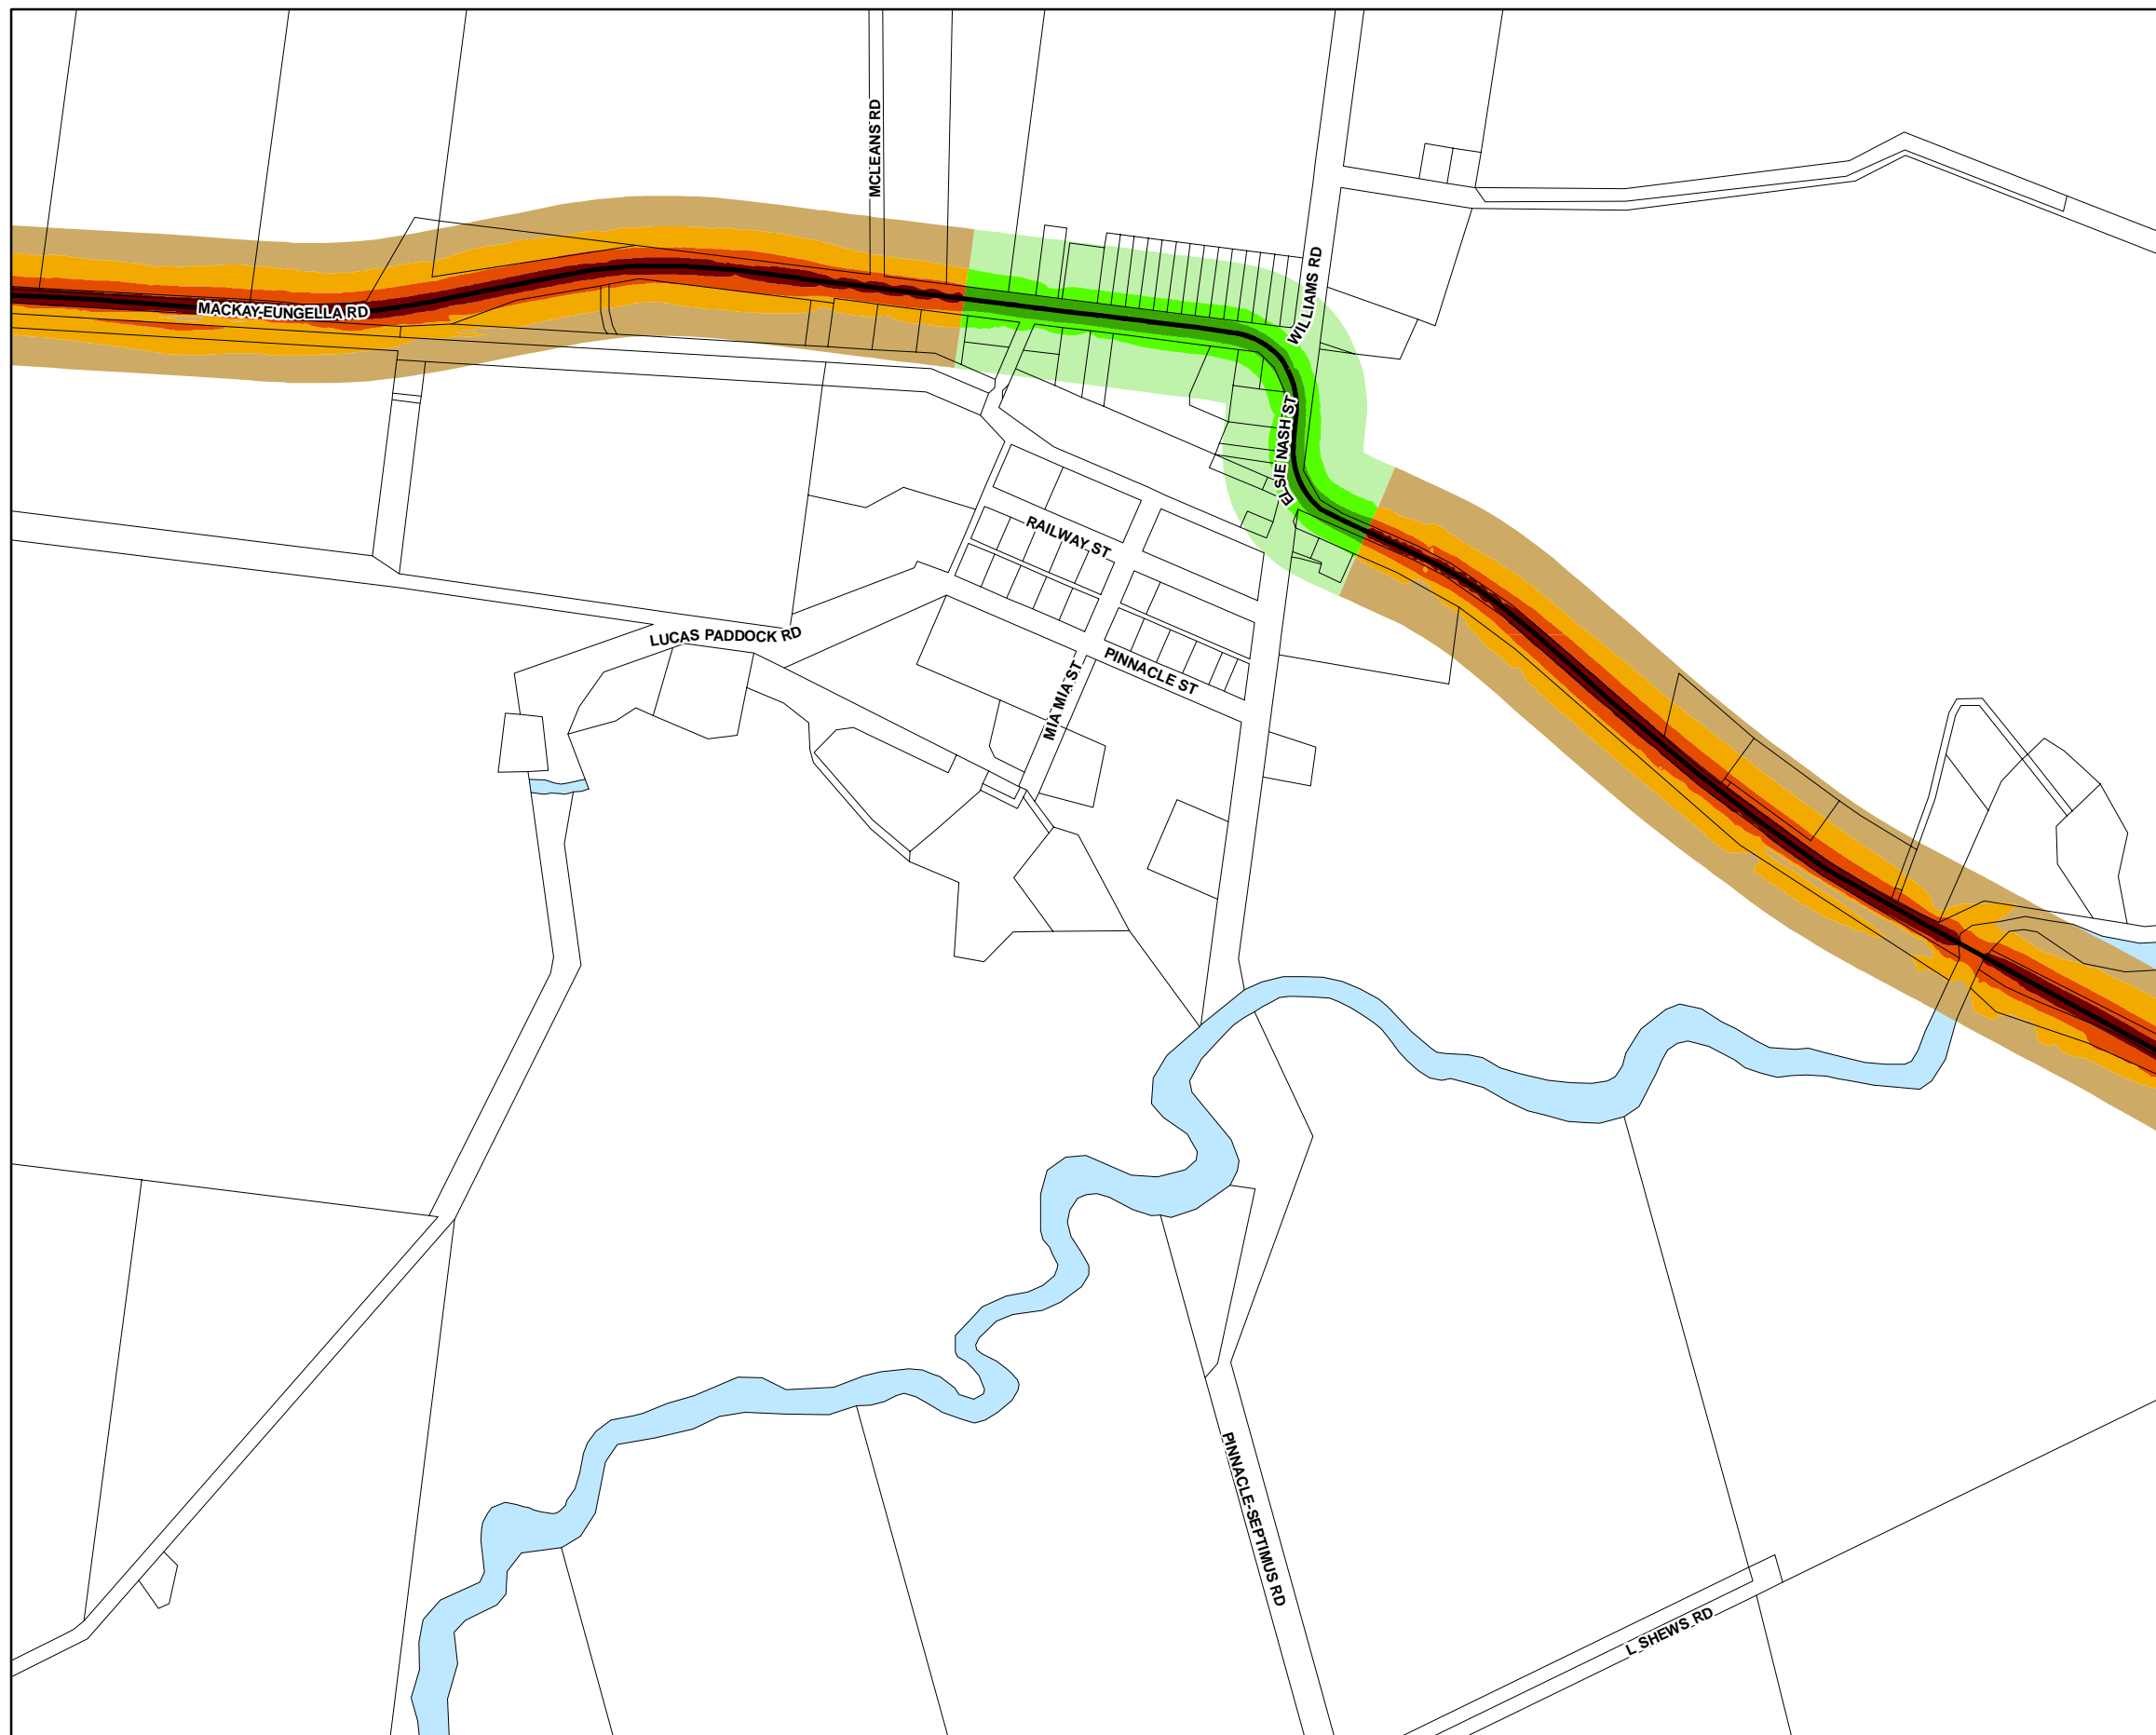 MCLEANS RD
WILLIAMS RD
MACKAY-EUNGELLA RD
ELSIE NASH ST
RAILWAY ST
LUCAS PADDOCK RD
PINNACLE ST
MIA MIA ST
PINNACLE-SEPTIMUS RD
L SHEWS RD